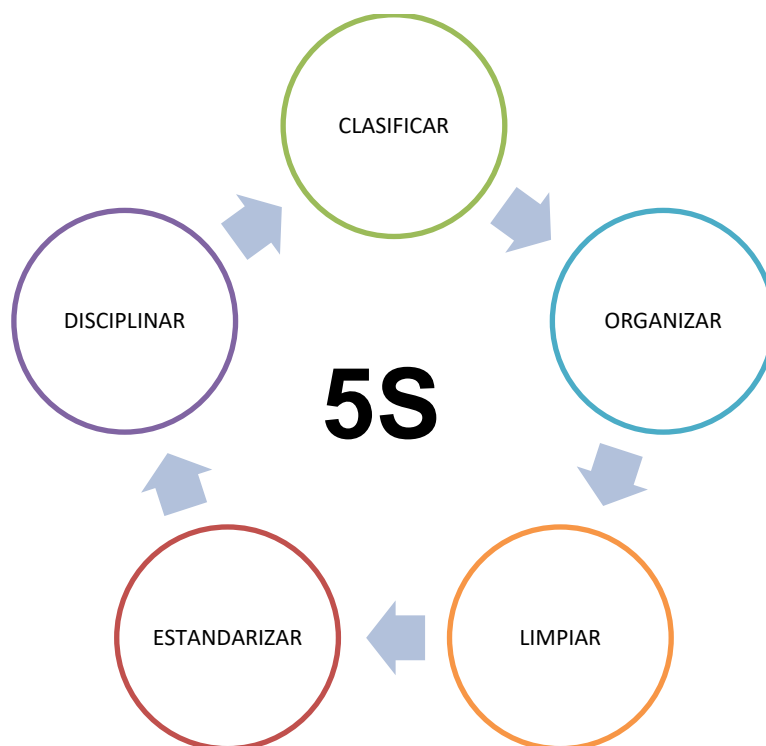 CLASIFICAR
ORGANIZAR
LIMPIAR
ESTANDARIZAR
DISCIPLINAR
5S